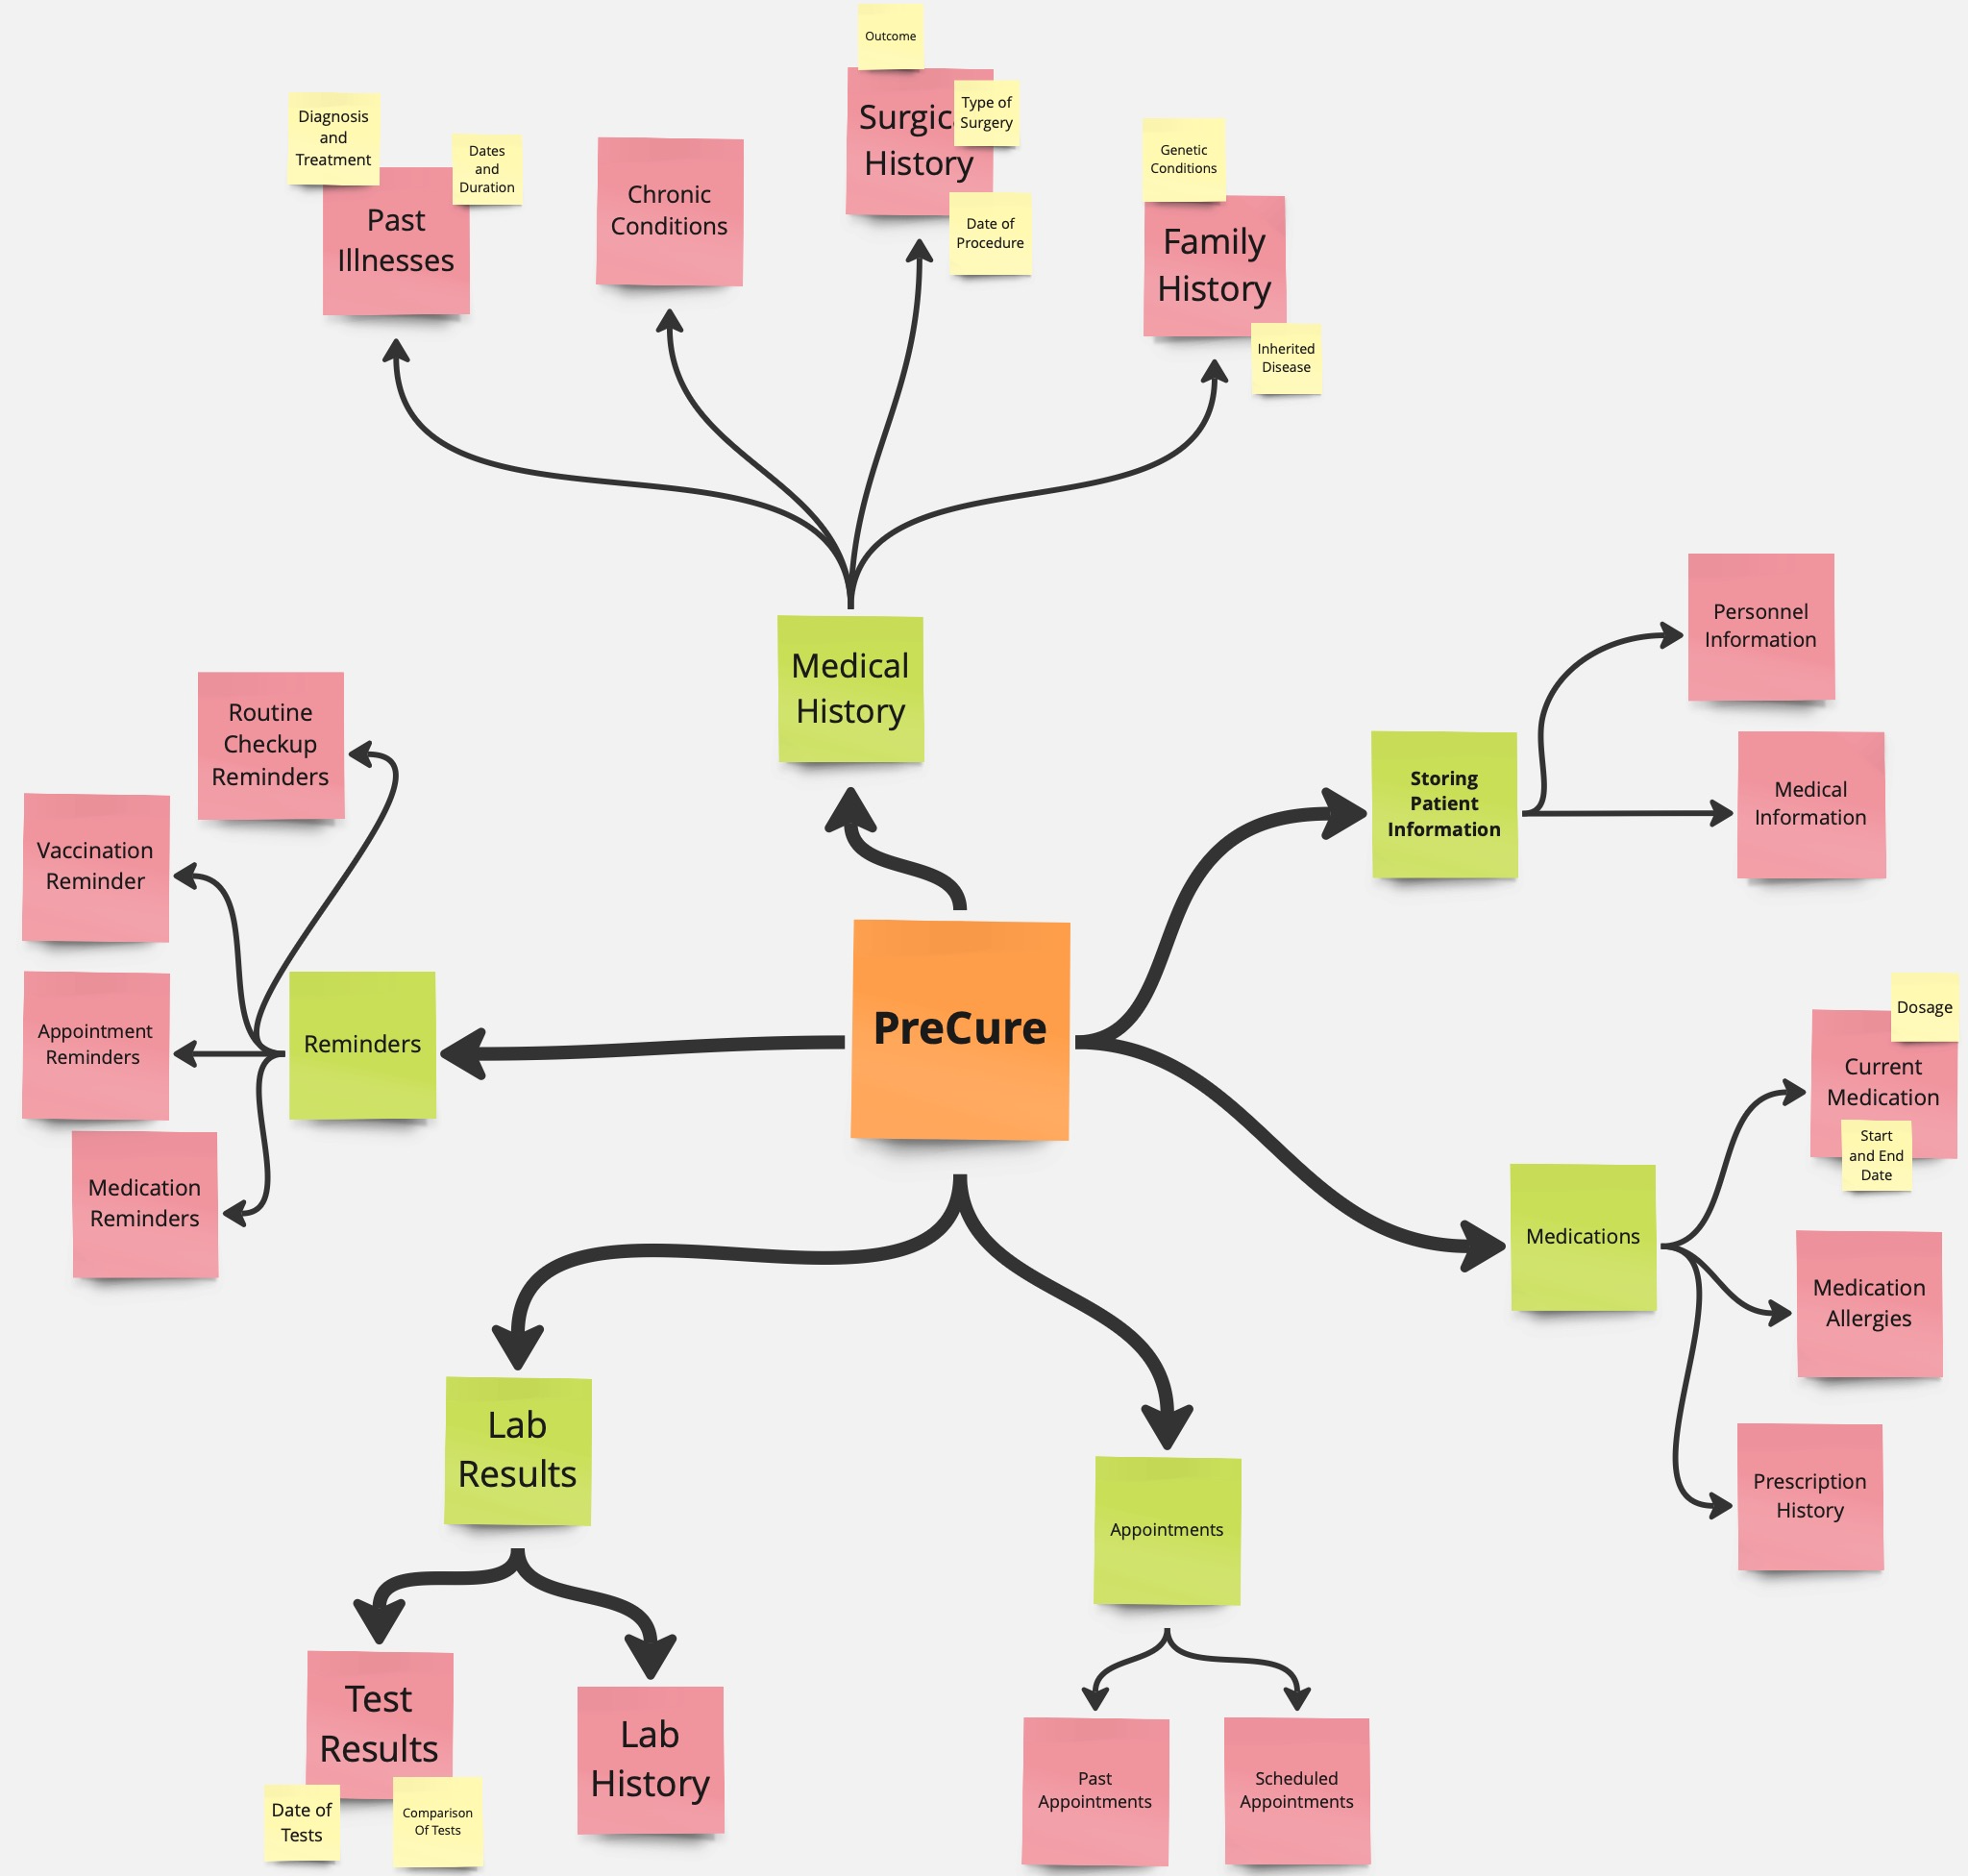 Outcome
Surgic
History
Type of
Surgery
Date of
Procedure
Diagnosis
and
Treatment
Dates
and
Duration
Past
Illnesses
Chronic
Conditions
Genetic
Conditions
Family
History
Inherited
Disease
Medical
History
Personnel
Information
Medical
Information
Storing
Patient
Information
Routine
Checkup
Reminders
Vaccination
Reminder
Appointment
Reminders
Medication
Reminders
Reminders
PreCure
Dosage
Current
Medication
Start
and End
Date
Medications
Medication
Allergies
Prescription
History
Lab
Results
Appointments
Test
Results
Date of
Tests
Comparison
Of Tests
Lab
History
Past
Appointments
Scheduled
Appointments